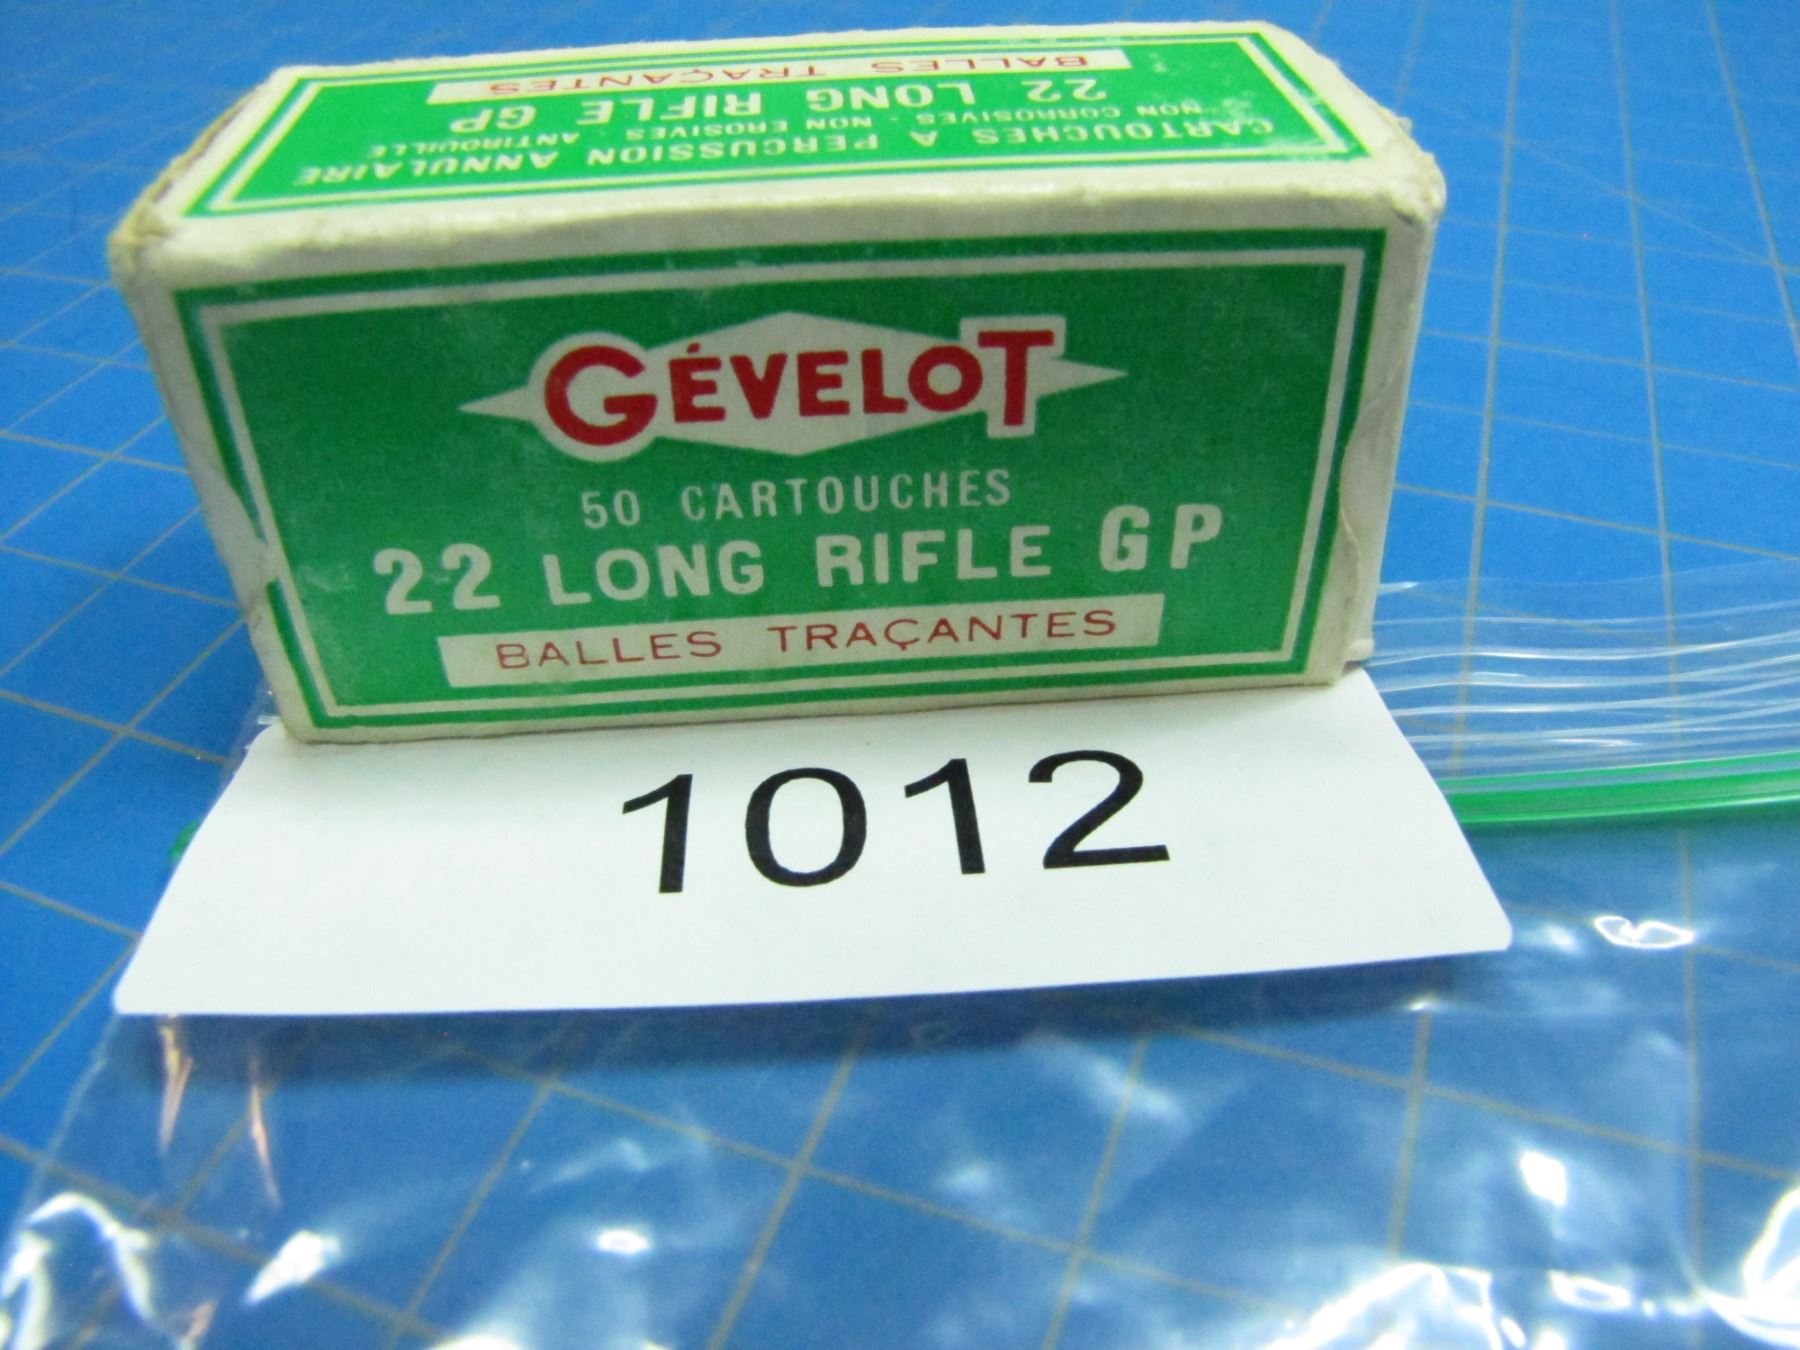 CARTOUCHES A PERCUSSION ANNULAIRE
NON CORROSIVES - NON EROSIVES - ANTIROUILLE
22 LONG RIFLE GP
BALLES TRAÇANTES
GÉVELOT
50 CARTOUCHES
22 LONG RIFLE GP
BALLES TRAÇANTES
1012